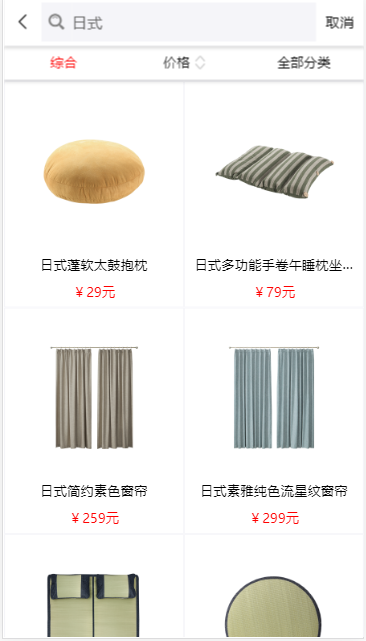 日式
取消
综合
价格
全部分类
日式蓬软太鼓抱枕
日式多功能手卷午睡枕坐...
¥29元
¥79元
日式简约素色窗帘
日式素雅纯色流星纹窗帘
¥259元
¥299元